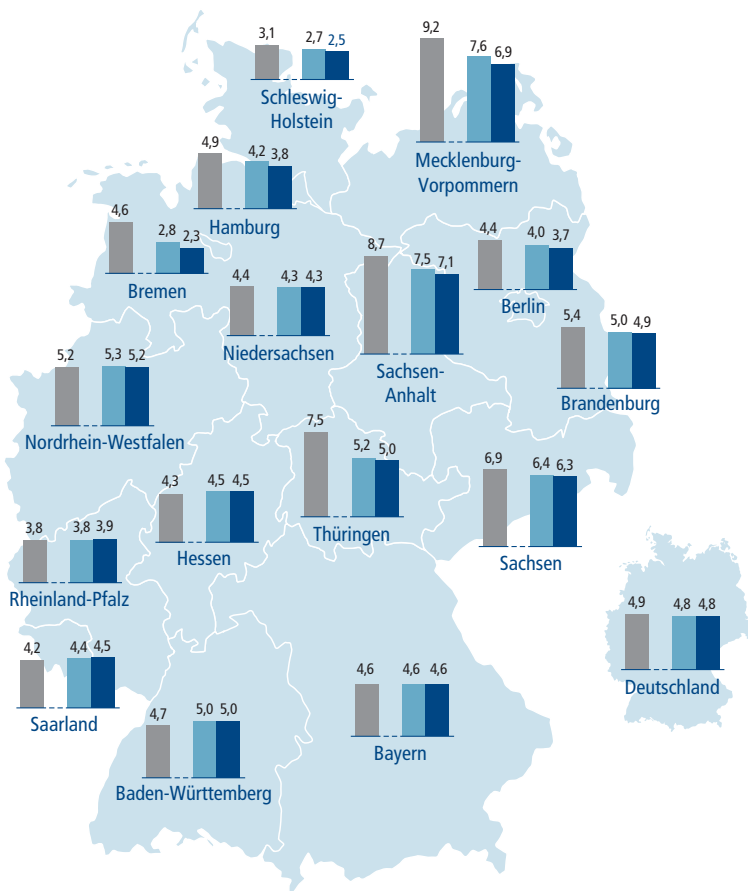 3,1 2,7 2,5
Schleswig-
Holstein
9,2 7,6 6,9
Mecklenburg-
Vorpommern
4,9 4,2 3,8
Hamburg
4,6 2,8 2,3
Bremen
4,4 4,3 4,3
Niedersachsen
8,7 7,5 7,1
Sachsen-
Anhalt
4,4 4,0 3,7
Berlin
5,4 5,0 4,9
Brandenburg
5,2 5,3 5,2
Nordrhein-Westfalen
4,3 4,5 4,5
Hessen
7,5 5,2 5,0
Thüringen
6,9 6,4 6,3
Sachsen
3,8 3,8 3,9
Rheinland-Pfalz
4,9 4,8 4,8
Deutschland
4,2 4,4 4,5
Saarland
4,7 5,0 5,0
Baden-Württemberg
4,6 4,6 4,6
Bayern